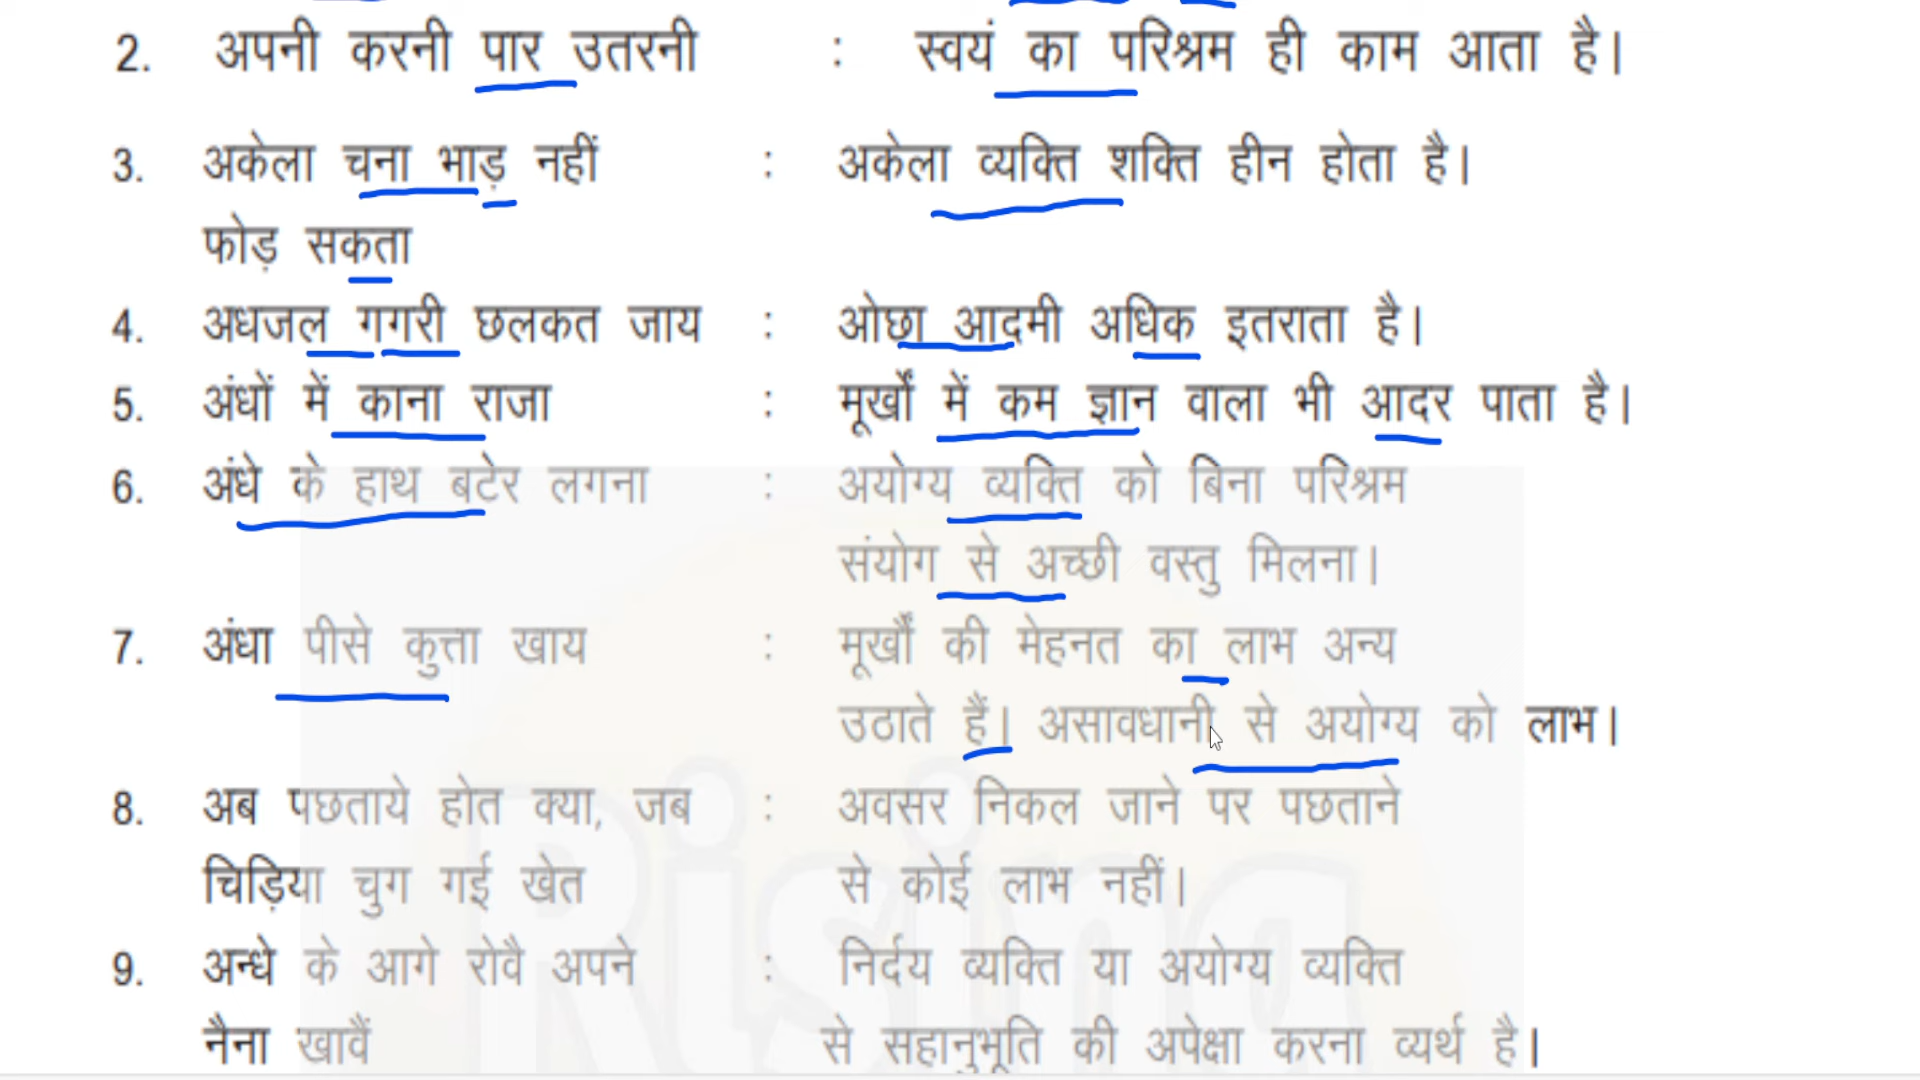 2. अपनी करनी पार उतरनी : स्वयं का परिश्रम ही काम आता है।
3. अकेला चना भाड़ नहीं : अकेला व्यक्ति शक्ति हीन होता है।
फोड़ सकता
4. अधजल गगरी छलकत जाय : ओछा आदमी अधिक इतराता है।
5. अंधों में काना राजा : मूर्खों में कम ज्ञान वाला भी आदर पाता है।
6. अंधे के हाथ बटेर लगना : अयोग्य व्यक्ति को बिना परिश्रम
संयोग से अच्छी वस्तु मिलना।
7. अंधा पीसे कुत्ता खाय : मूर्खों की मेहनत का लाभ अन्य
उठाते हैं। असावधानी से अयोग्य को लाभ।
8. अब पछताये होत क्या, जब : अवसर निकल जाने पर पछताने
चिड़िया चुग गई खेत से कोई लाभ नहीं।
9. अन्धे के आगे रोवै अपने : निर्दय व्यक्ति या अयोग्य व्यक्ति
नैना खावैं से सहानुभूति की अपेक्षा करना व्यर्थ है।
Rising